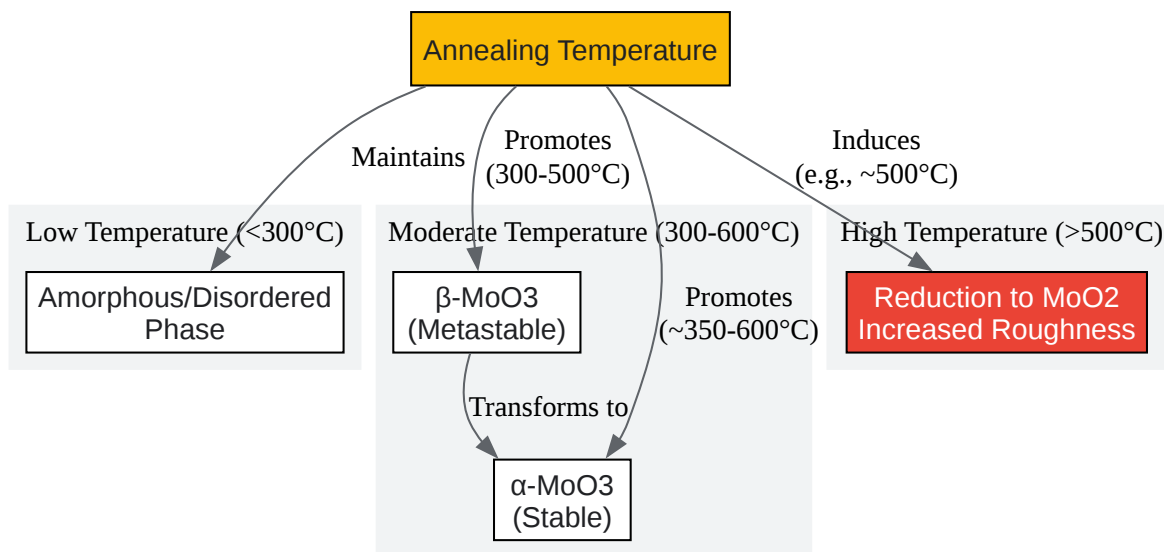 Annealing Temperature
Maintains
Promotes
(300-500°C)
Induces
(e.g., ~500°C)
Low Temperature (<300°C)
Moderate Temperature (300-600°C)
High Temperature (>500°C)
Amorphous/Disordered
Phase
β-MoO3
(Metastable)
Promotes
(~350-600°C)
Reduction to MoO2
Increased Roughness
Transforms to
α-MoO3
(Stable)